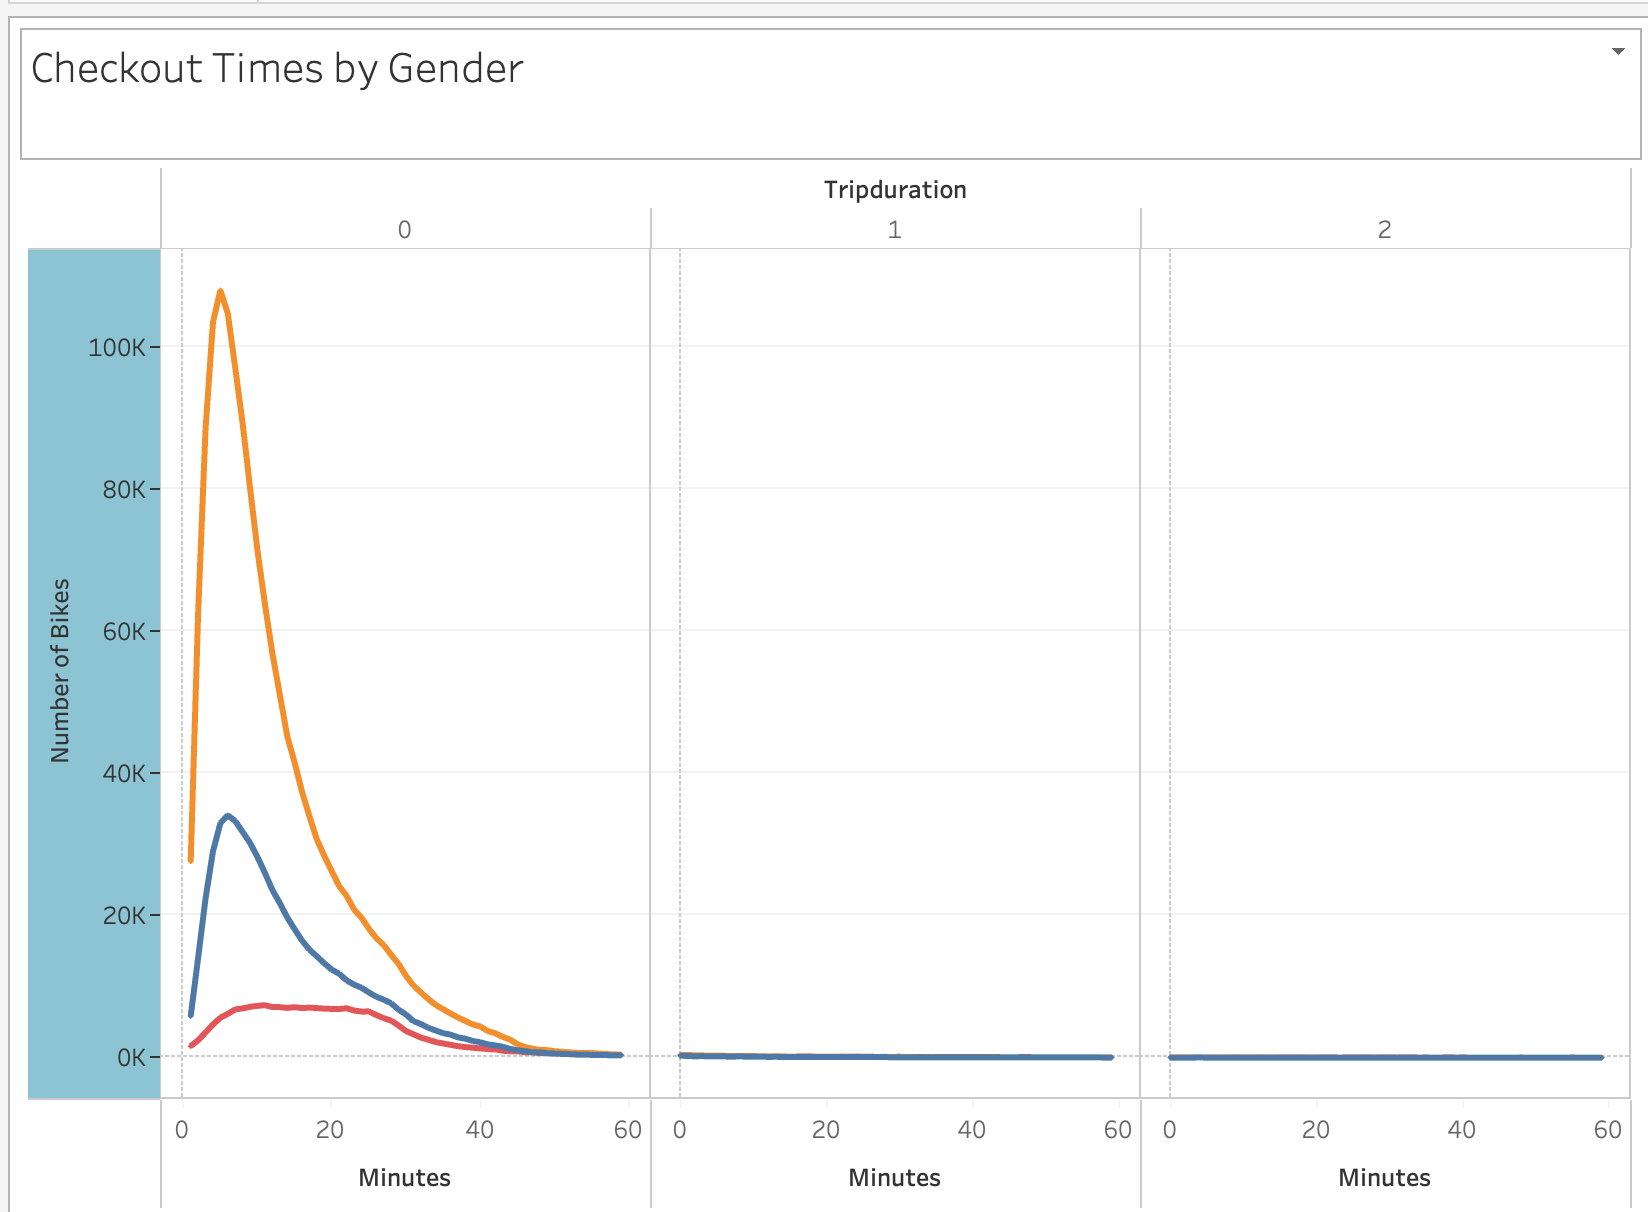 Checkout Times by Gender
Tripduration
0 1 2
Number of Bikes
100K
80K
60K
40K
20K
0K
0 20 40 60 0 20 40 60 0 20 40 60
Minutes Minutes Minutes